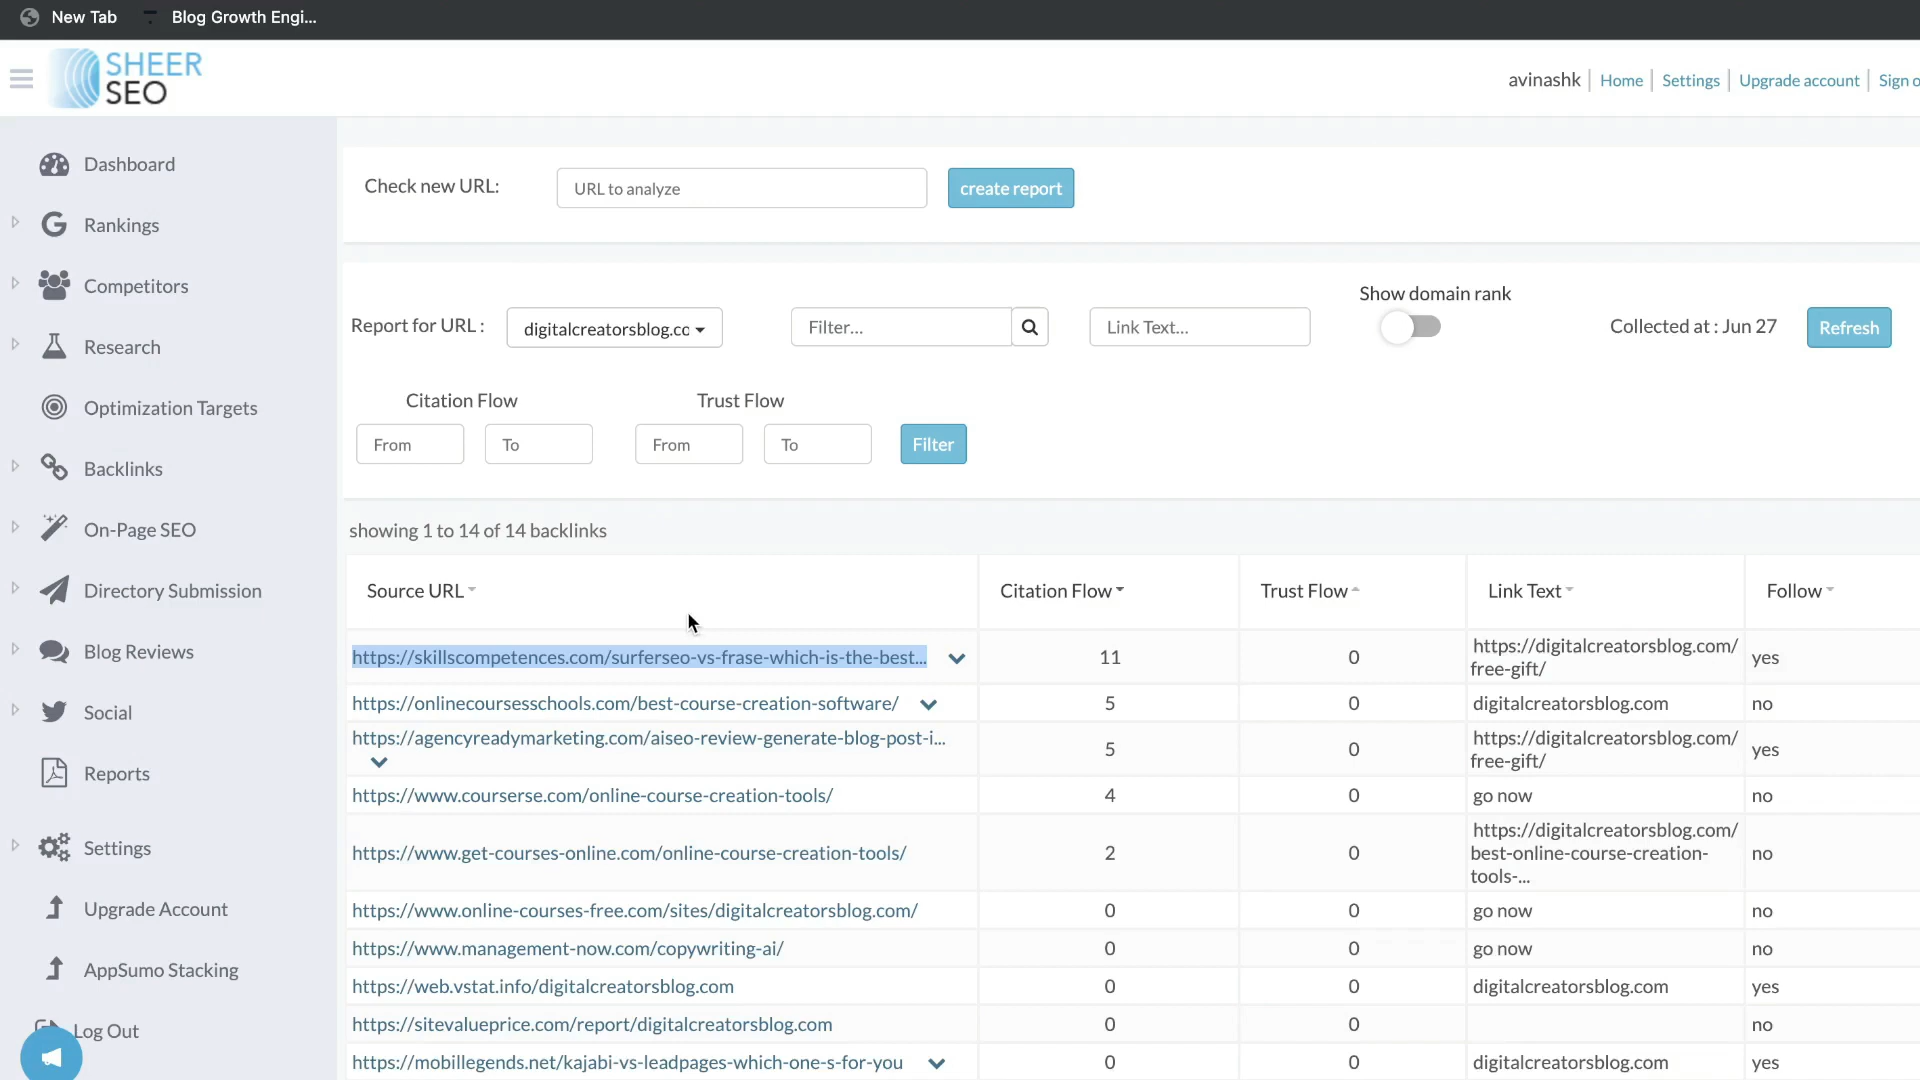 New Tab
Blog Growth Engi...
SHEER
SEO
avinashk
Home
Settings
Upgrade account
Sign o
Dashboard
Rankings
Competitors
Research
Optimization Targets
Backlinks
On-Page SEO
Directory Submission
Blog Reviews
Social
Reports
Settings
Upgrade Account
AppSumo Stacking
Log Out
Check new URL:
URL to analyze
create report
Show domain rank
Report for URL :
digitalcreatorsblog.cc
Filter...
Link Text...
Collected at : Jun 27
Refresh
Citation Flow
Trust Flow
From
To
From
To
Filter
showing 1 to 14 of 14 backlinks
Source URL
Citation Flow
Trust Flow
Link Text
Follow
https://skillscompetences.com/surferseo-vs-frase-which-is-the-best...
11
0
https://digitalcreatorsblog.com/
free-gift/
yes
https://onlinecoursesschools.com/best-course-creation-software/
5
0
digitalcreatorsblog.com
no
https://agencyreadymarketing.com/aiseo-review-generate-blog-post-i...
5
0
https://digitalcreatorsblog.com/
free-gift/
yes
https://www.courserse.com/online-course-creation-tools/
4
0
go now
no
https://www.get-courses-online.com/online-course-creation-tools/
2
0
https://digitalcreatorsblog.com/
best-online-course-creation-
tools-...
no
https://www.online-courses-free.com/sites/digitalcreatorsblog.com/
0
0
go now
no
https://www.management-now.com/copywriting-ai/
0
0
go now
no
https://web.vstat.info/digitalcreatorsblog.com
0
0
digitalcreatorsblog.com
yes
https://sitevalueprice.com/report/digitalcreatorsblog.com
0
0
no
https://mobillegends.net/kajabi-vs-leadpages-which-one-s-for-you
0
0
digitalcreatorsblog.com
yes